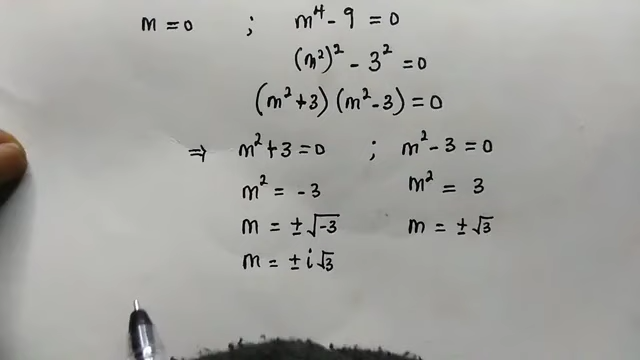 m = 0 ; m⁴ - 9 = 0
(m²)² - 3² = 0
(m² + 3) (m² - 3) = 0
⇒ m² + 3 = 0 ; m² - 3 = 0
m² = -3 m² = 3
m = ±√-3 m = ±√3
m = ± i√3